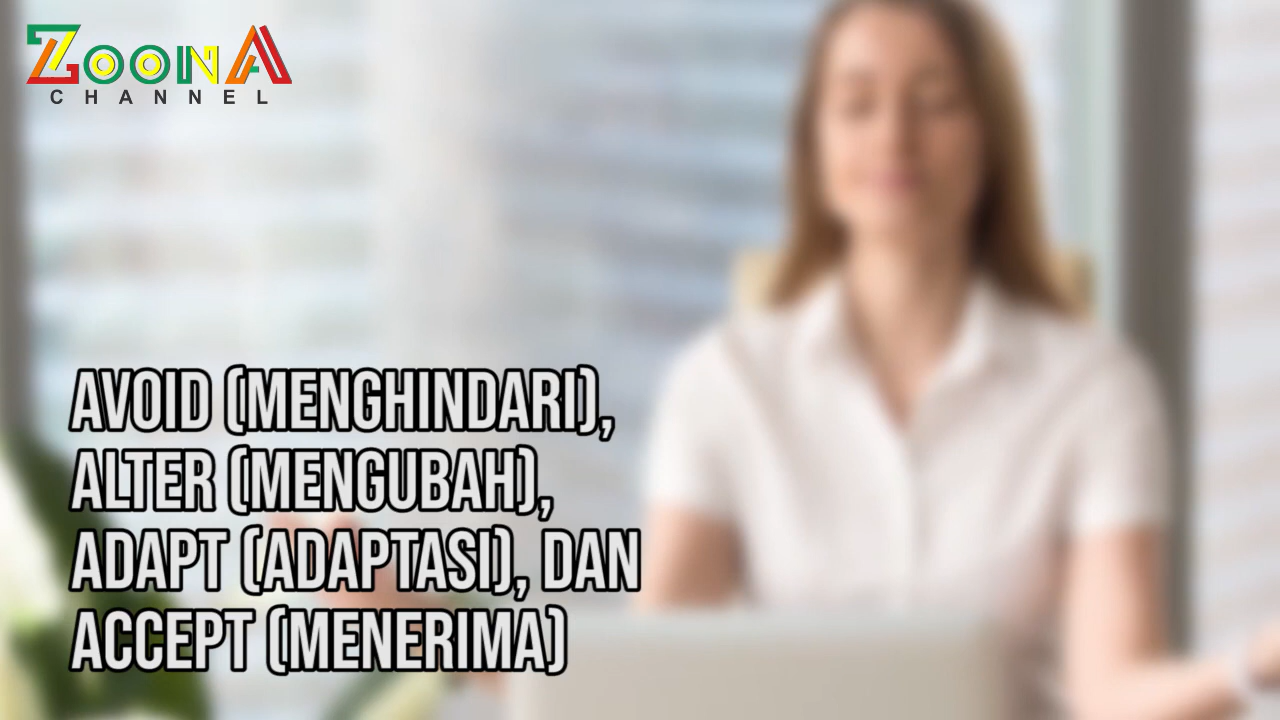 ZOONA
CHANNEL
AVOID (MENGHINDARI),
ALTER (MENGUBAH),
ADAPT (ADAPTASI), DAN
ACCEPT (MENERIMA)